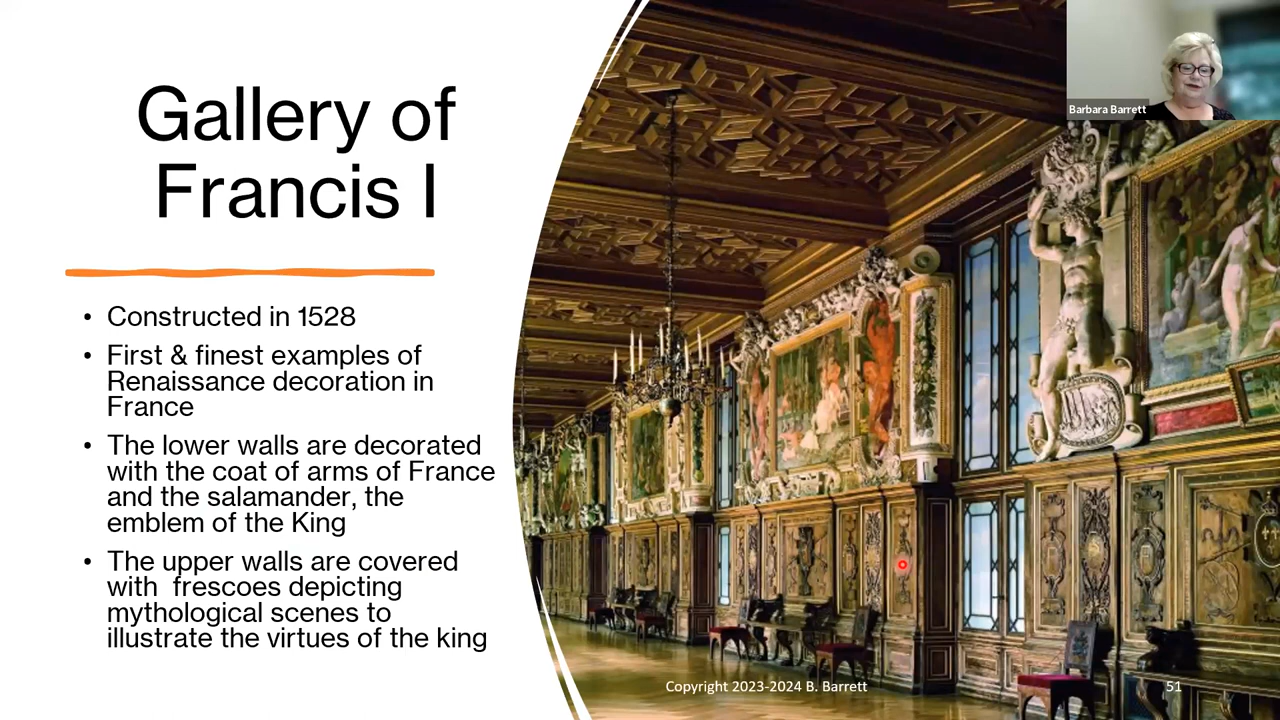 Gallery of
Francis I
• Constructed in 1528
• First & finest examples of
Renaissance decoration in
France
• The lower walls are decorated
with the coat of arms of France
and the salamander, the
emblem of the King
• The upper walls are covered
with  frescoes depicting
mythological scenes to
illustrate the virtues of the king
Barbara Barrett
Copyright 2023-2024 B. Barrett
51